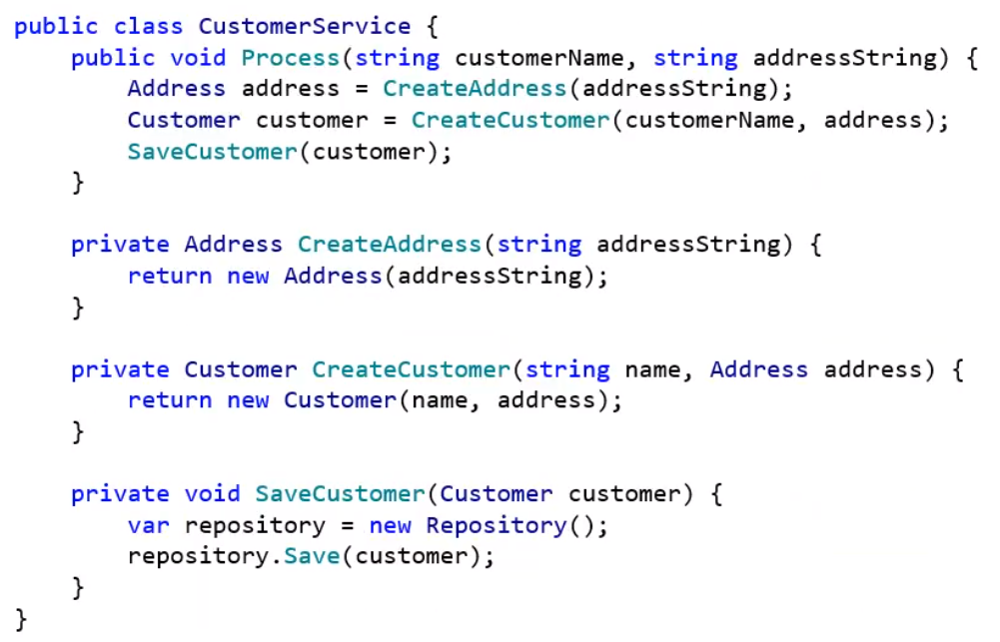 public class CustomerService {
    public void Process(string customerName, string addressString) {
        Address address = CreateAddress(addressString);
        Customer customer = CreateCustomer(customerName, address);
        SaveCustomer(customer);
    }

    private Address CreateAddress(string addressString) {
        return new Address(addressString);
    }

    private Customer CreateCustomer(string name, Address address) {
        return new Customer(name, address);
    }

    private void SaveCustomer(Customer customer) {
        var repository = new Repository();
        repository.Save(customer);
    }
}